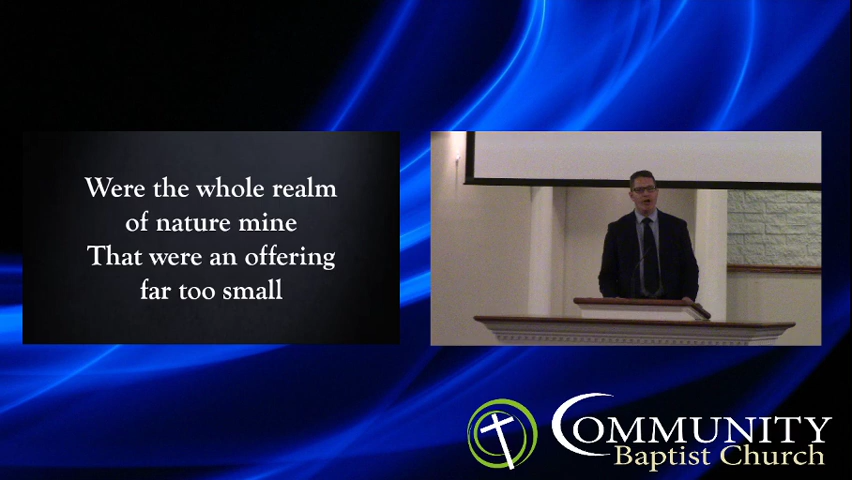 Were the whole realm
of nature mine
That were an offering
far too small
COMMUNITY
Baptist Church